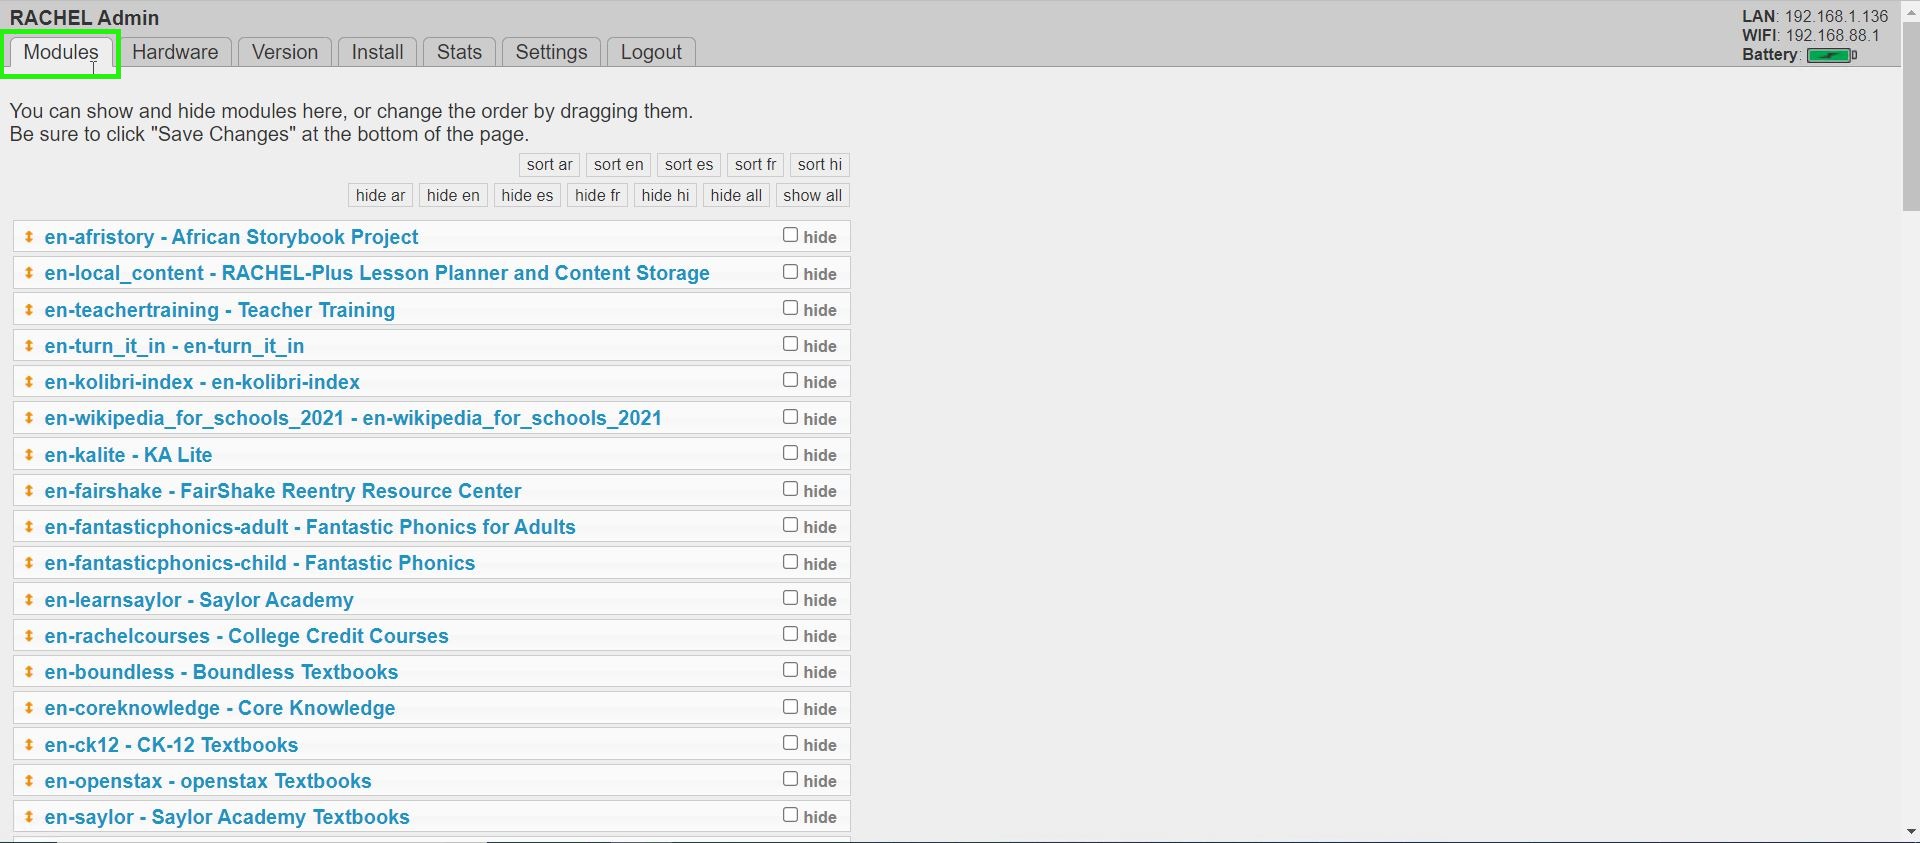 RACHEL Admin
LAN: 192.168.1.136
WIFI: 192.168.88.1
Battery:
Modules Hardware Version Install Stats Settings Logout
You can show and hide modules here, or change the order by dragging them.
Be sure to click "Save Changes" at the bottom of the page.
sort ar sort en sort es sort fr sort hi
hide ar hide en hide es hide fr hide hi hide all show all
en-afristory - African Storybook Project hide
en-local_content - RACHEL-Plus Lesson Planner and Content Storage hide
en-teachertraining - Teacher Training hide
en-turn_it_in - en-turn_it_in hide
en-kolibri-index - en-kolibri-index hide
en-wikipedia_for_schools_2021 - en-wikipedia_for_schools_2021 hide
en-kalite - KA Lite hide
en-fairshake - FairShake Reentry Resource Center hide
en-fantasticphonics-adult - Fantastic Phonics for Adults hide
en-fantasticphonics-child - Fantastic Phonics hide
en-learnsaylor - Saylor Academy hide
en-rachelcourses - College Credit Courses hide
en-boundless - Boundless Textbooks hide
en-coreknowledge - Core Knowledge hide
en-ck12 - CK-12 Textbooks hide
en-openstax - openstax Textbooks hide
en-saylor - Saylor Academy Textbooks hide